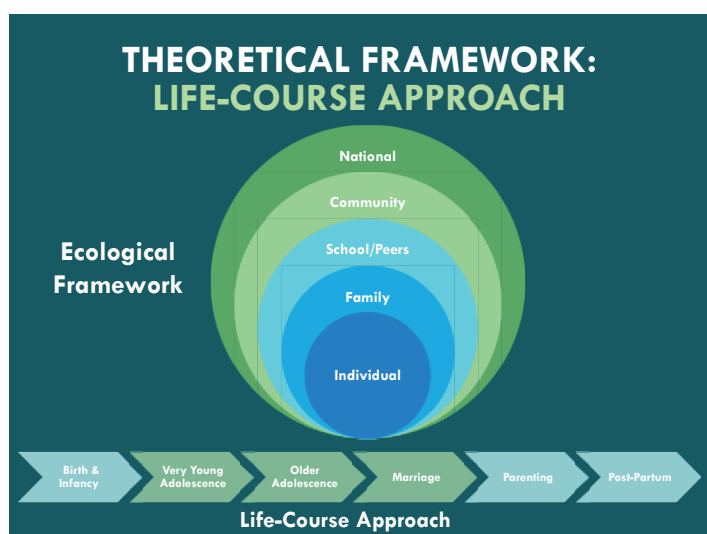 THEORETICAL FRAMEWORK:
LIFE-COURSE APPROACH
National
Community
School/Peers
Family
Individual
Ecological
Framework
Birth &
Infancy
Very Young
Adolescence
Older
Adolescence
Marriage
Parenting
Post-Partum
Life-Course Approach